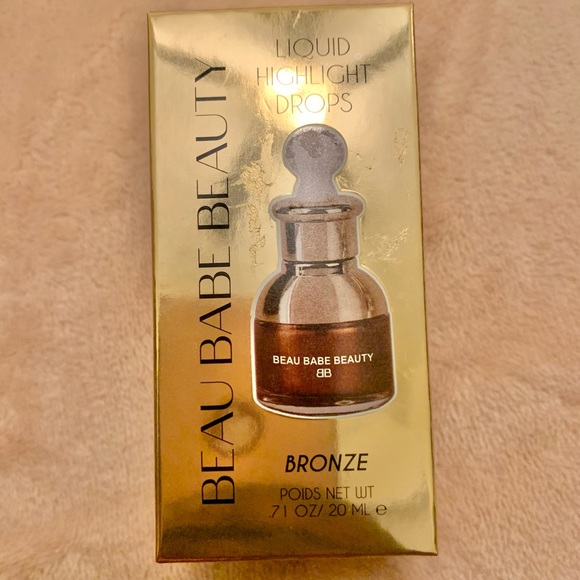 LIQUID
HIGHLIGHT
DROPS
BEAU BABE BEAUTY
BEAU BABE BEAUTY
BB
BRONZE
POIDS NET WT
.71 OZ/ 20 ML e